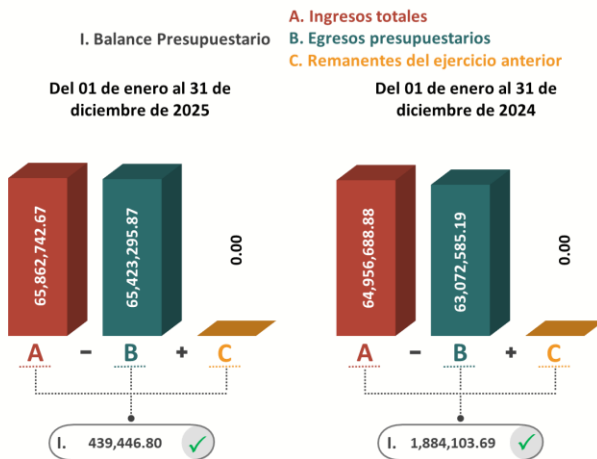 A. Ingresos totales
I. Balance Presupuestario
B. Egresos presupuestarios
C. Remanentes del ejercicio anterior
Del 01 de enero al 31 de
diciembre de 2025
65,862,742.67
65,423,295.87
0.00
A - B + C
I. 439,446.80
Del 01 de enero al 31 de
diciembre de 2024
64,956,688.88
63,072,585.19
0.00
A - B + C
I. 1,884,103.69